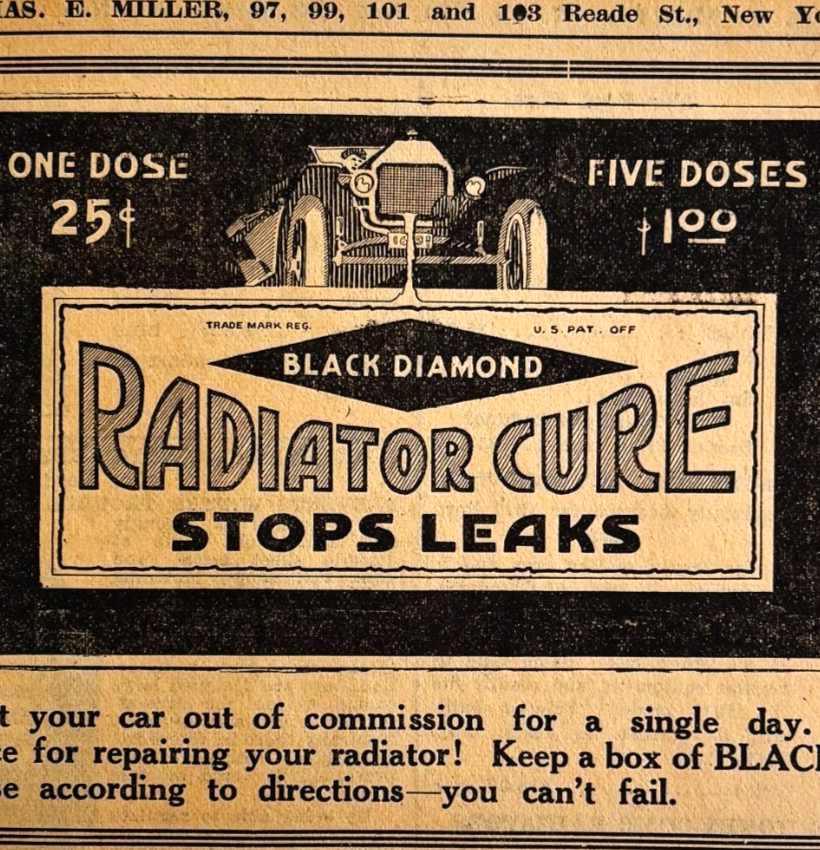 AS. E. MILLER, 97, 99, 101 and 103 Reade St., New Yo
ONE DOSE
25¢
FIVE DOSES
$1.00
TRADE MARK REG.
U.S. PAT. OFF
BLACK DIAMOND
RADIATOR CURE
STOPS LEAKS
t your car out of commission for a single day.
ce for repairing your radiator! Keep a box of BLAC
e according to directions—you can't fail.